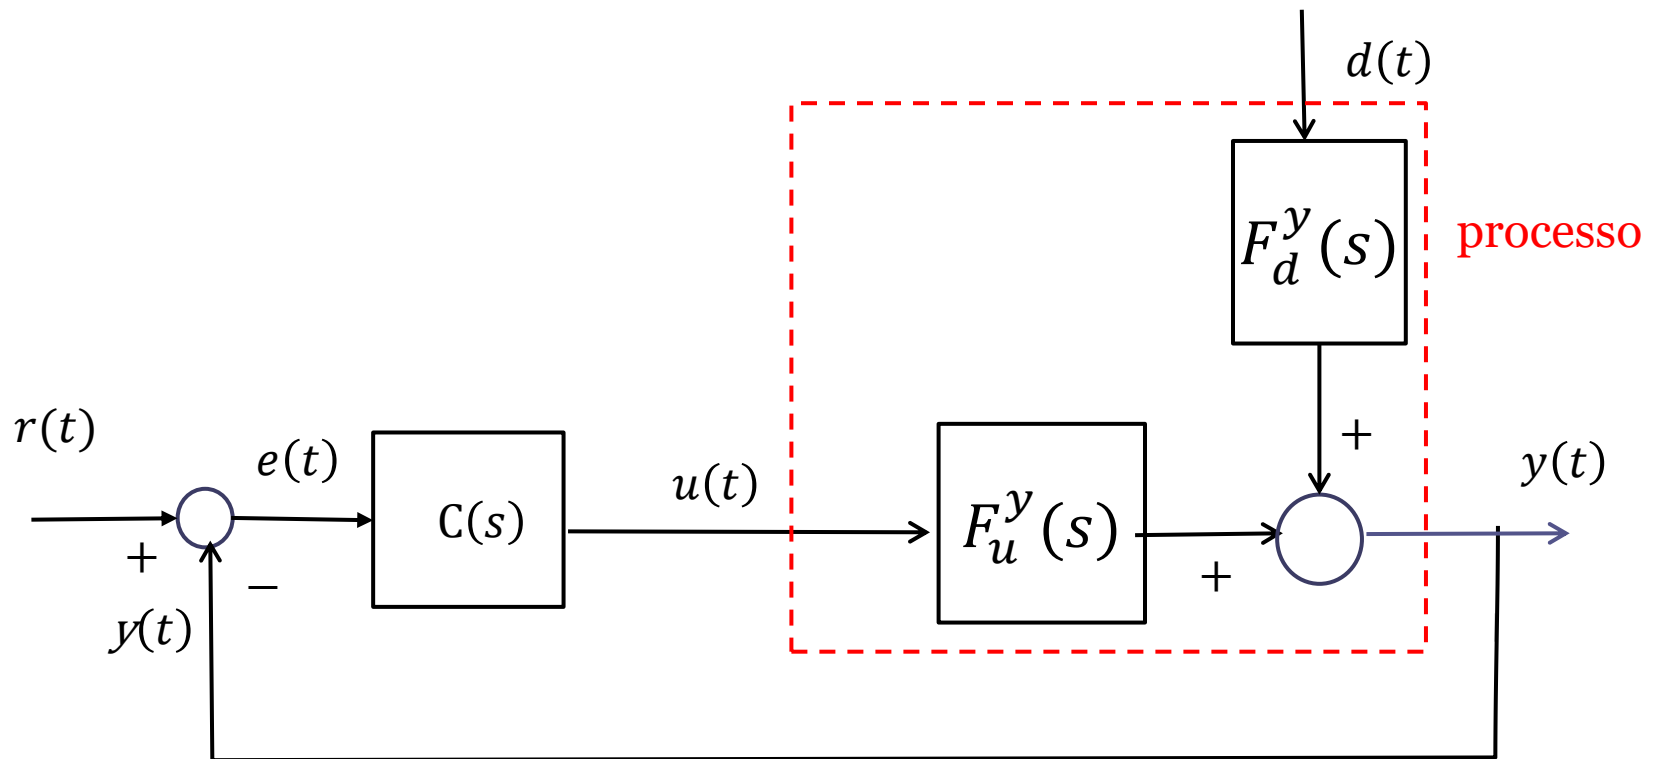 d(t)
F_d^y(s)
processo
r(t)
e(t)
C(s)
u(t)
F_u^y(s)
+
y(t)
+
−
y(t)
+